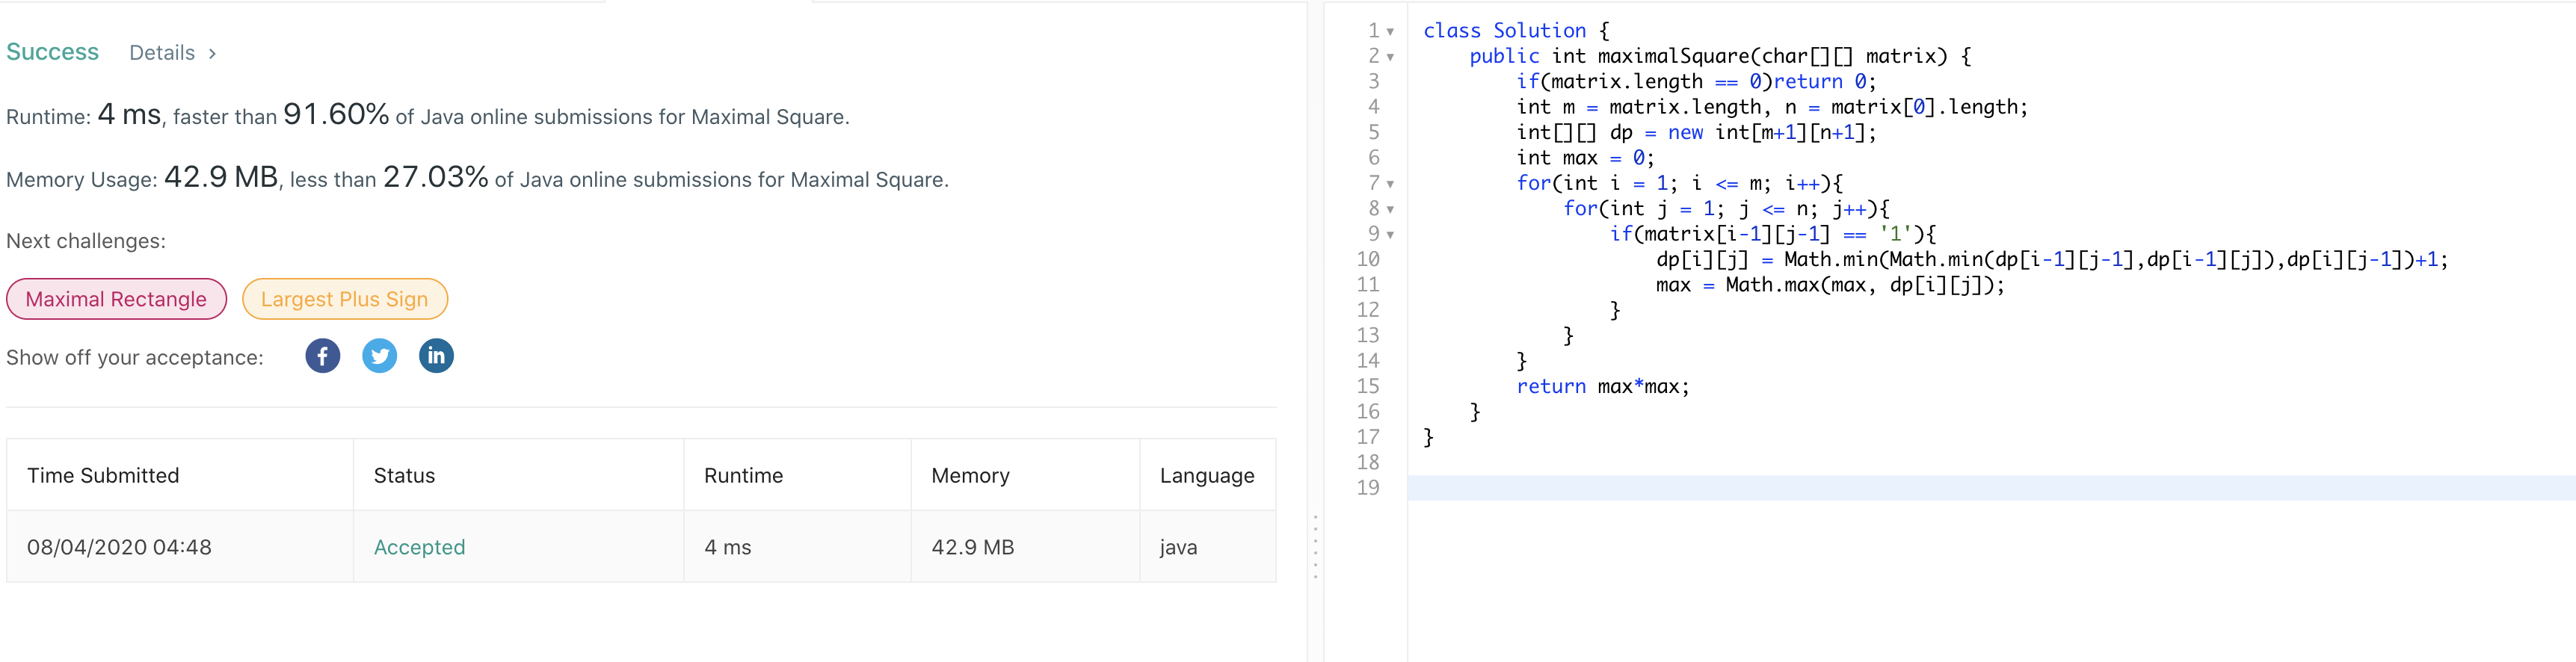 Success Details >
Runtime: 4 ms, faster than 91.60% of Java online submissions for Maximal Square.
Memory Usage: 42.9 MB, less than 27.03% of Java online submissions for Maximal Square.
Next challenges:
Maximal Rectangle Largest Plus Sign
Show off your acceptance:
Time Submitted Status Runtime Memory Language
08/04/2020 04:48 Accepted 4 ms 42.9 MB java
1 class Solution {
2     public int maximalSquare(char[][] matrix) {
3         if(matrix.length == 0)return 0;
4         int m = matrix.length, n = matrix[0].length;
5         int[][] dp = new int[m+1][n+1];
6         int max = 0;
7         for(int i = 1; i <= m; i++){
8             for(int j = 1; j <= n; j++){
9                 if(matrix[i-1][j-1] == '1'){
10                     dp[i][j] = Math.min(Math.min(dp[i-1][j-1],dp[i-1][j]),dp[i][j-1])+1;
11                     max = Math.max(max, dp[i][j]);
12                 }
13             }
14         }
15         return max*max;
16     }
17 }
18
19